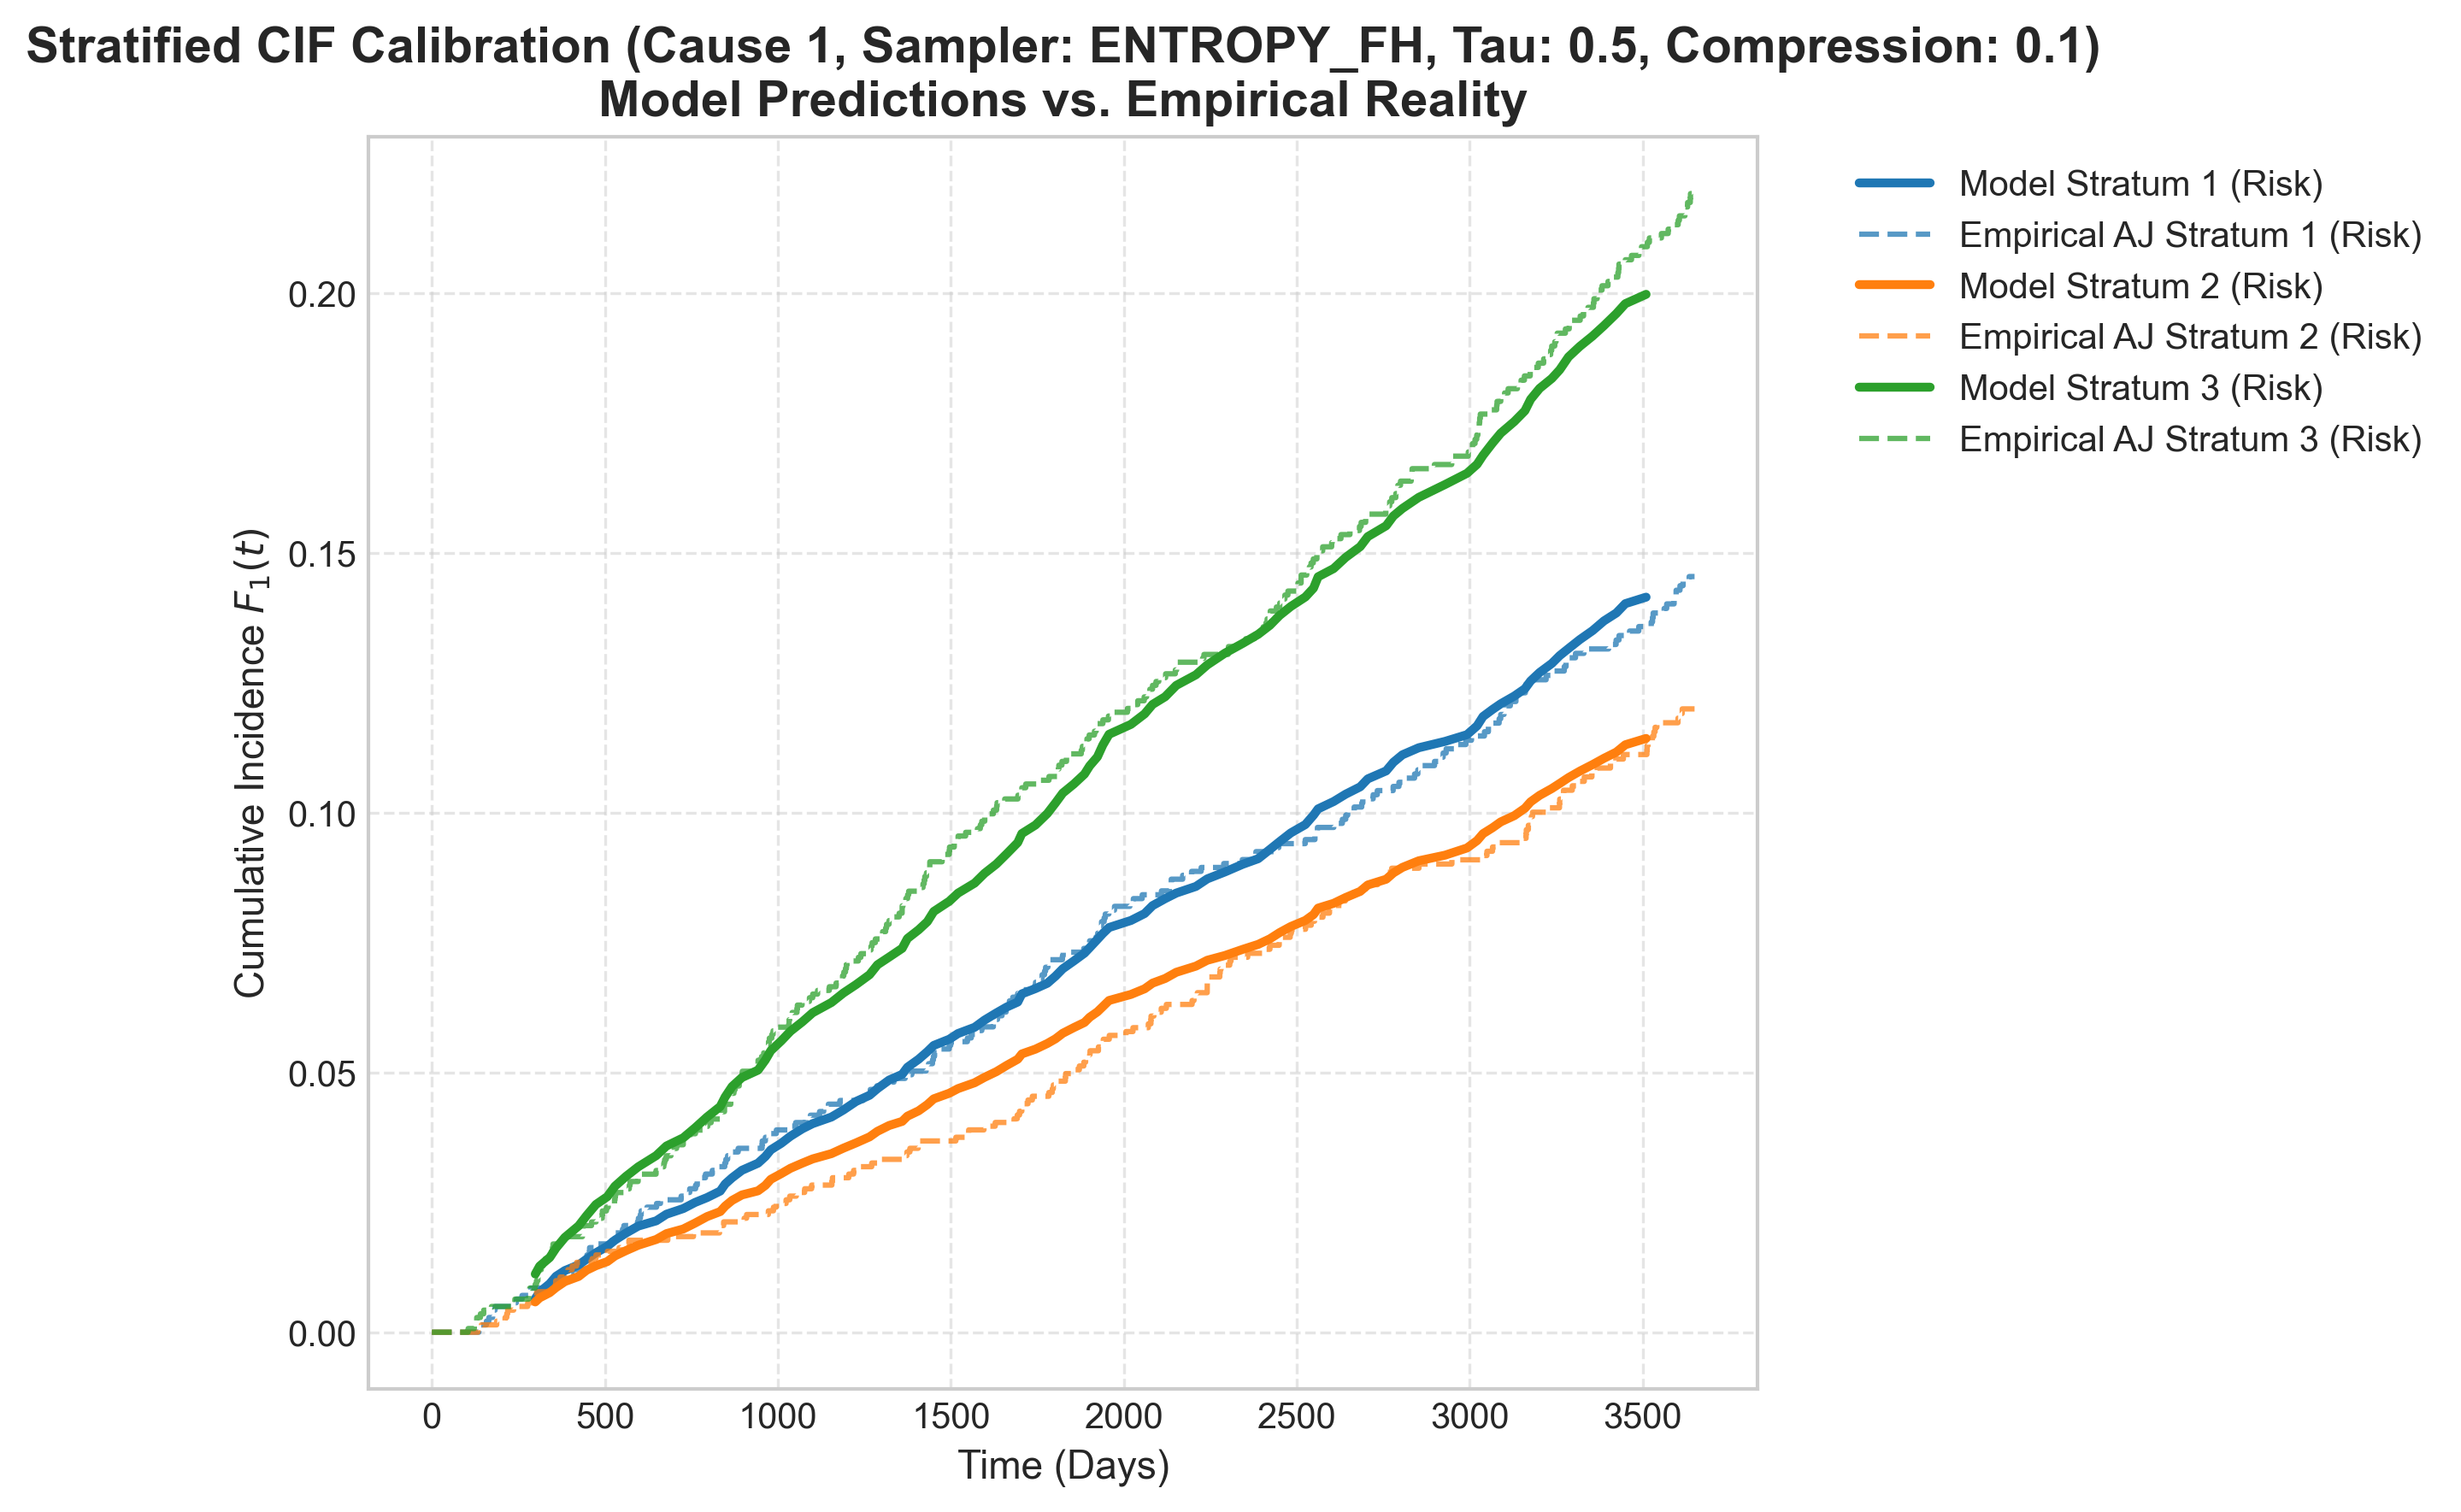 Stratified CIF Calibration (Cause 1, Sampler: ENTROPY_FH, Tau: 0.5, Compression: 0.1)
Model Predictions vs. Empirical Reality
Model Stratum 1 (Risk)
Empirical AJ Stratum 1 (Risk)
Model Stratum 2 (Risk)
Empirical AJ Stratum 2 (Risk)
Model Stratum 3 (Risk)
Empirical AJ Stratum 3 (Risk)
Cumulative Incidence F₁(t)
0.20
0.15
0.10
0.05
0.00
0 500 1000 1500 2000 2500 3000 3500
Time (Days)